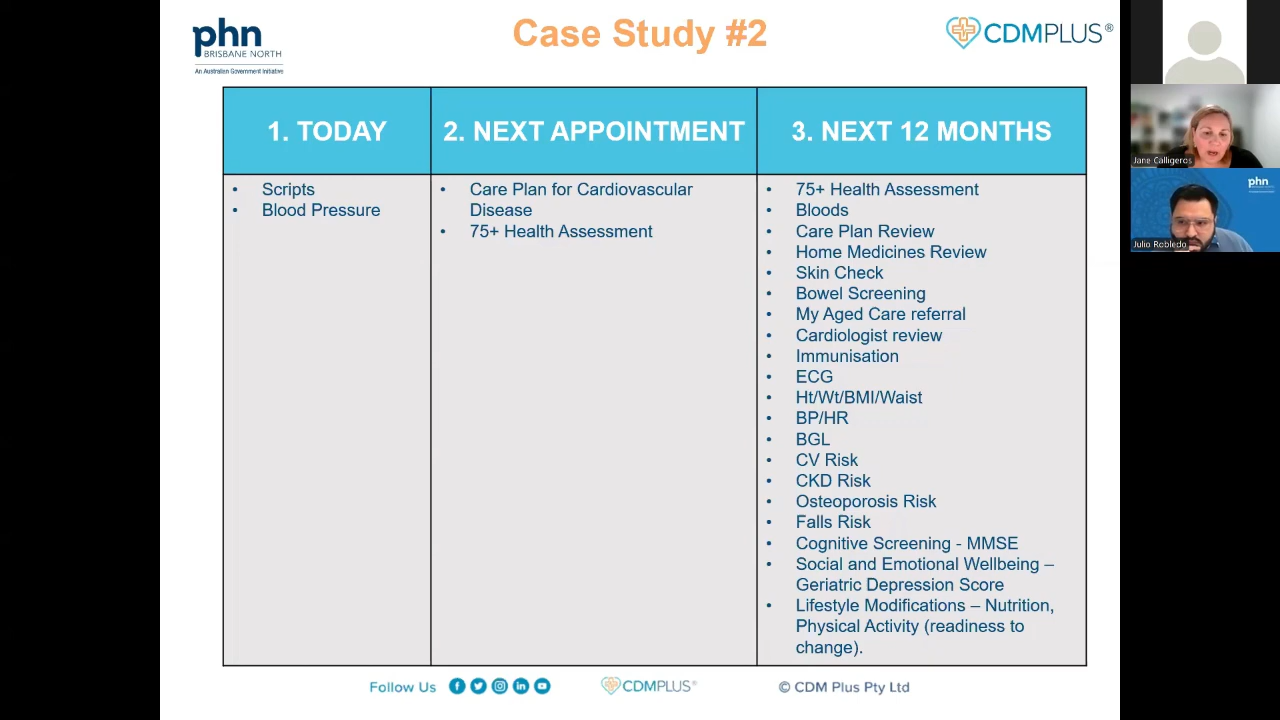 phn
BRISBANE NORTH
An Australian Government Initiative
Case Study #2
CDMPLUS®
1. TODAY
2. NEXT APPOINTMENT
3. NEXT 12 MONTHS
• Scripts
• Blood Pressure
• Care Plan for Cardiovascular
Disease
• 75+ Health Assessment
• 75+ Health Assessment
• Bloods
• Care Plan Review
• Home Medicines Review
• Skin Check
• Bowel Screening
• My Aged Care referral
• Cardiologist review
• Immunisation
• ECG
• Ht/Wt/BMI/Waist
• BP/HR
• BGL
• CV Risk
• CKD Risk
• Osteoporosis Risk
• Falls Risk
• Cognitive Screening - MMSE
• Social and Emotional Wellbeing –
Geriatric Depression Score
• Lifestyle Modifications – Nutrition,
Physical Activity (readiness to
change).
Follow Us
CDMPLUS®
© CDM Plus Pty Ltd
Jane Calligeros
phn
Julio Robledo